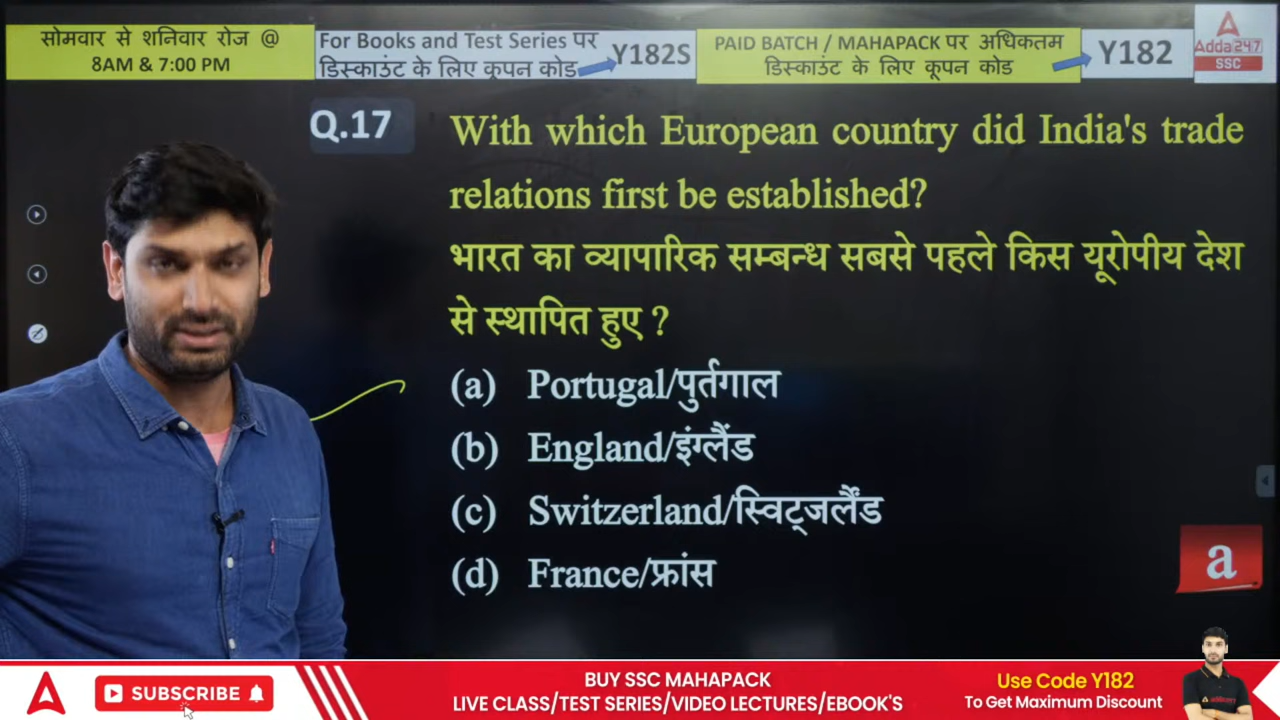 सोमवार से शनिवार रोज @
8AM & 7:00 PM
For Books and Test Series पर
डिस्काउंट के लिए कूपन कोड
Y182S
PAID BATCH / MAHAPACK पर अधिकतम
डिस्काउंट के लिए कूपन कोड
Y182
Adda247
SSC
Q.17
With which European country did India's trade
relations first be established?
भारत का व्यापारिक सम्बन्ध सबसे पहले किस यूरोपीय देश
से स्थापित हुए ?
(a) Portugal/पुर्तगाल
(b) England/इंग्लैंड
(c) Switzerland/स्विट्जर्लैंड
(d) France/फ्रांस
a
SUBSCRIBE
BUY SSC MAHAPACK
LIVE CLASS/TEST SERIES/VIDEO LECTURES/EBOOK'S
Use Code Y182
To Get Maximum Discount